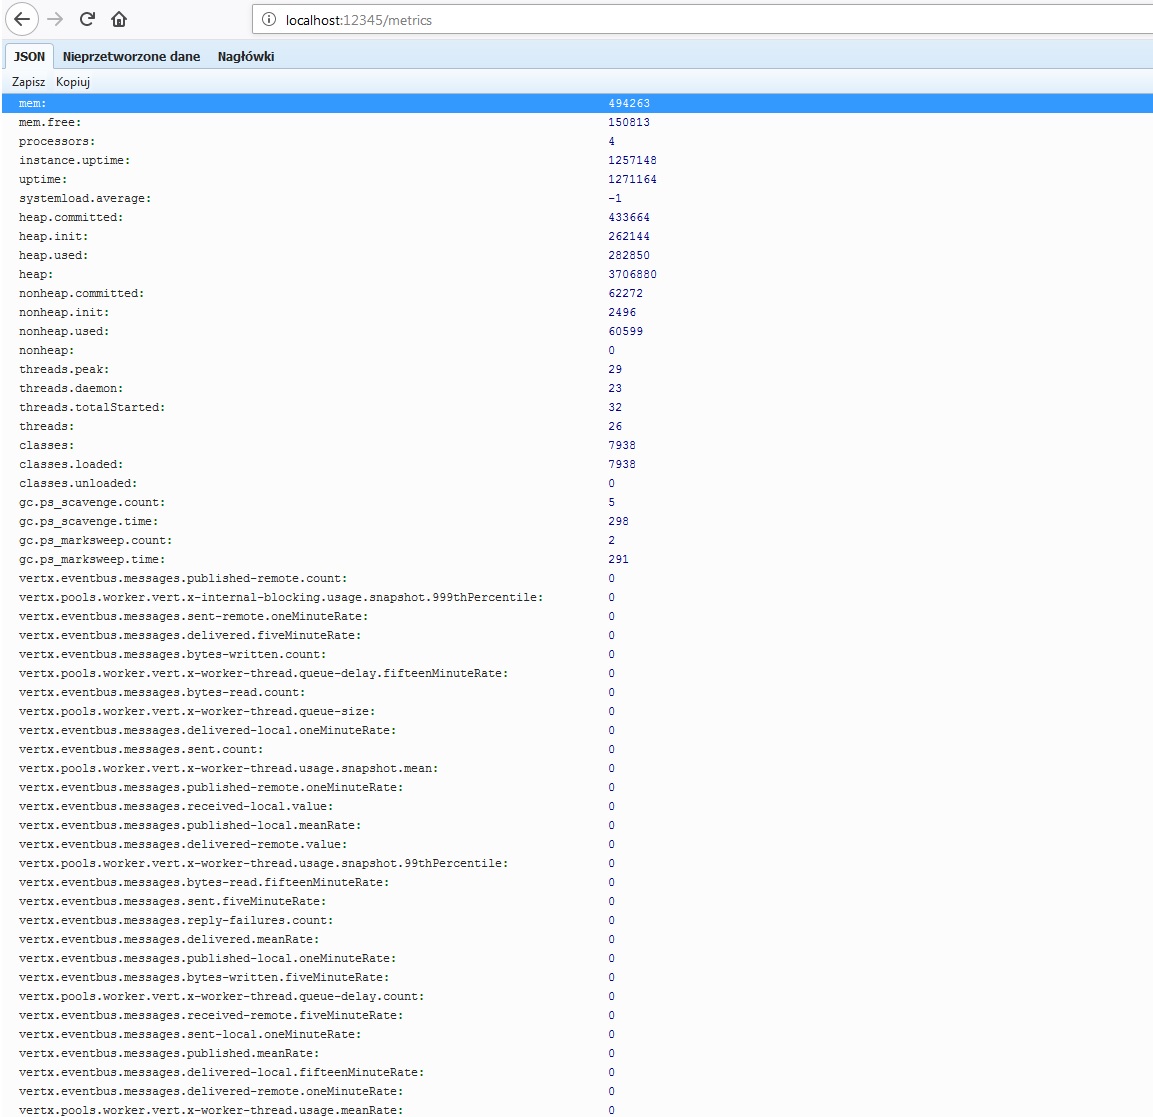 localhost:12345/metrics
JSON Nieprzetworzone dane Nagłówki
Zapisz Kopiuj
mem: 494263
mem.free: 150813
processors: 4
instance.uptime: 1257148
uptime: 1271164
systemload.average: -1
heap.committed: 433664
heap.init: 262144
heap.used: 282850
heap: 3706880
nonheap.committed: 62272
nonheap.init: 2496
nonheap.used: 60599
nonheap: 0
threads.peak: 29
threads.daemon: 23
threads.totalStarted: 32
threads: 26
classes: 7938
classes.loaded: 7938
classes.unloaded: 0
gc.ps_scavenge.count: 5
gc.ps_scavenge.time: 298
gc.ps_marksweep.count: 2
gc.ps_marksweep.time: 291
vertx.eventbus.messages.published-remote.count: 0
vertx.pools.worker.vert.x-internal-blocking.usage.snapshot.999thPercentile: 0
vertx.eventbus.messages.sent-remote.oneMinuteRate: 0
vertx.eventbus.messages.delivered.fiveMinuteRate: 0
vertx.eventbus.messages.bytes-written.count: 0
vertx.pools.worker.vert.x-worker-thread.queue-delay.fifteenMinuteRate: 0
vertx.eventbus.messages.bytes-read.count: 0
vertx.pools.worker.vert.x-worker-thread.queue-size: 0
vertx.eventbus.messages.delivered-local.oneMinuteRate: 0
vertx.eventbus.messages.sent.count: 0
vertx.pools.worker.vert.x-worker-thread.usage.snapshot.mean: 0
vertx.eventbus.messages.published-remote.oneMinuteRate: 0
vertx.eventbus.messages.received-local.value: 0
vertx.eventbus.messages.published-local.meanRate: 0
vertx.eventbus.messages.delivered-remote.value: 0
vertx.pools.worker.vert.x-worker-thread.usage.snapshot.99thPercentile: 0
vertx.eventbus.messages.bytes-read.fifteenMinuteRate: 0
vertx.eventbus.messages.sent.fiveMinuteRate: 0
vertx.eventbus.messages.reply-failures.count: 0
vertx.eventbus.messages.delivered.meanRate: 0
vertx.eventbus.messages.published-local.oneMinuteRate: 0
vertx.eventbus.messages.bytes-written.fiveMinuteRate: 0
vertx.pools.worker.vert.x-worker-thread.queue-delay.count: 0
vertx.eventbus.messages.received-remote.fiveMinuteRate: 0
vertx.eventbus.messages.sent-local.oneMinuteRate: 0
vertx.eventbus.messages.published.meanRate: 0
vertx.eventbus.messages.delivered-local.fifteenMinuteRate: 0
vertx.eventbus.messages.delivered-remote.oneMinuteRate: 0
vertx.pools.worker.vert.x-worker-thread.usage.meanRate: 0